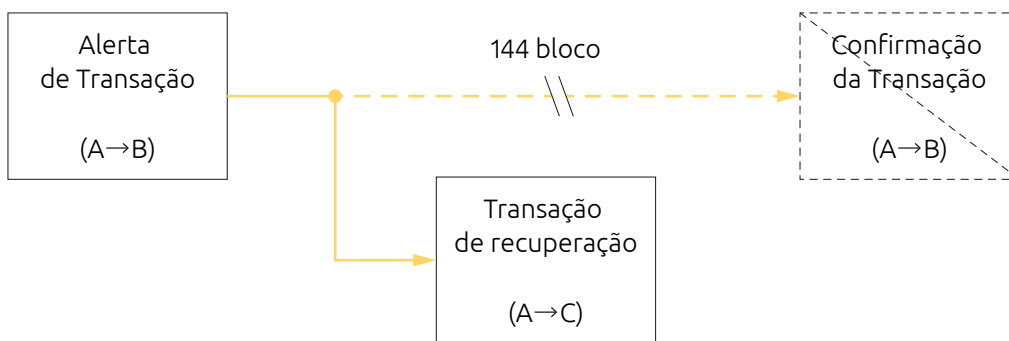 Alerta
de Transação
(A→B)
144 bloco
Confirmação
da Transação
(A→B)
Transação
de recuperação
(A→C)